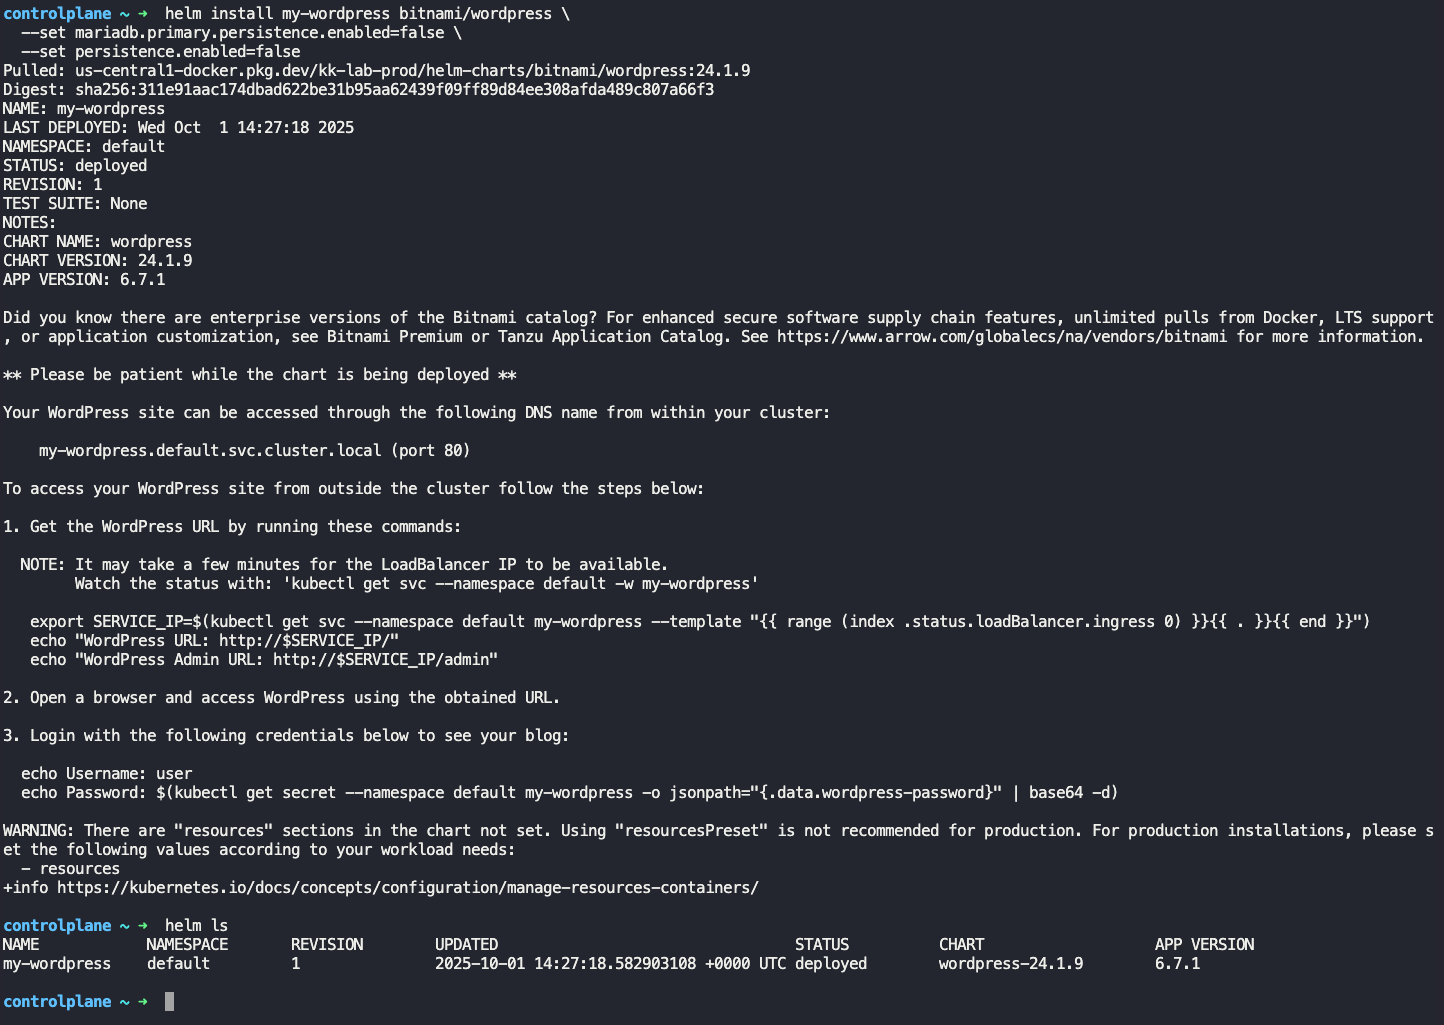 controlplane ~ ➜  helm install my-wordpress bitnami/wordpress \
  --set mariadb.primary.persistence.enabled=false \
  --set persistence.enabled=false
Pulled: us-central1-docker.pkg.dev/kk-lab-prod/helm-charts/bitnami/wordpress:24.1.9
Digest: sha256:311e91aac174dbad622be31b95aa62439f09ff89d84ee308afda489c807a66f3
NAME: my-wordpress
LAST DEPLOYED: Wed Oct  1 14:27:18 2025
NAMESPACE: default
STATUS: deployed
REVISION: 1
TEST SUITE: None
NOTES:
CHART NAME: wordpress
CHART VERSION: 24.1.9
APP VERSION: 6.7.1

Did you know there are enterprise versions of the Bitnami catalog? For enhanced secure software supply chain features, unlimited pulls from Docker, LTS support
, or application customization, see Bitnami Premium or Tanzu Application Catalog. See https://www.arrow.com/globalecs/na/vendors/bitnami for more information.

** Please be patient while the chart is being deployed **

Your WordPress site can be accessed through the following DNS name from within your cluster:

    my-wordpress.default.svc.cluster.local (port 80)

To access your WordPress site from outside the cluster follow the steps below:

1. Get the WordPress URL by running these commands:

  NOTE: It may take a few minutes for the LoadBalancer IP to be available.
        Watch the status with: 'kubectl get svc --namespace default -w my-wordpress'

   export SERVICE_IP=$(kubectl get svc --namespace default my-wordpress --template "{{ range (index .status.loadBalancer.ingress 0) }}{{ . }}{{ end }}")
   echo "WordPress URL: http://$SERVICE_IP/"
   echo "WordPress Admin URL: http://$SERVICE_IP/admin"

2. Open a browser and access WordPress using the obtained URL.

3. Login with the following credentials below to see your blog:

  echo Username: user
  echo Password: $(kubectl get secret --namespace default my-wordpress -o jsonpath="{.data.wordpress-password}" | base64 -d)

WARNING: There are "resources" sections in the chart not set. Using "resourcesPreset" is not recommended for production. For production installations, please s
et the following values according to your workload needs:
  - resources
+info https://kubernetes.io/docs/concepts/configuration/manage-resources-containers/

controlplane ~ ➜  helm ls
NAME            NAMESPACE       REVISION        UPDATED                                 STATUS          CHART                   APP VERSION
my-wordpress    default         1               2025-10-01 14:27:18.582903108 +0000 UTC deployed        wordpress-24.1.9        6.7.1

controlplane ~ ➜